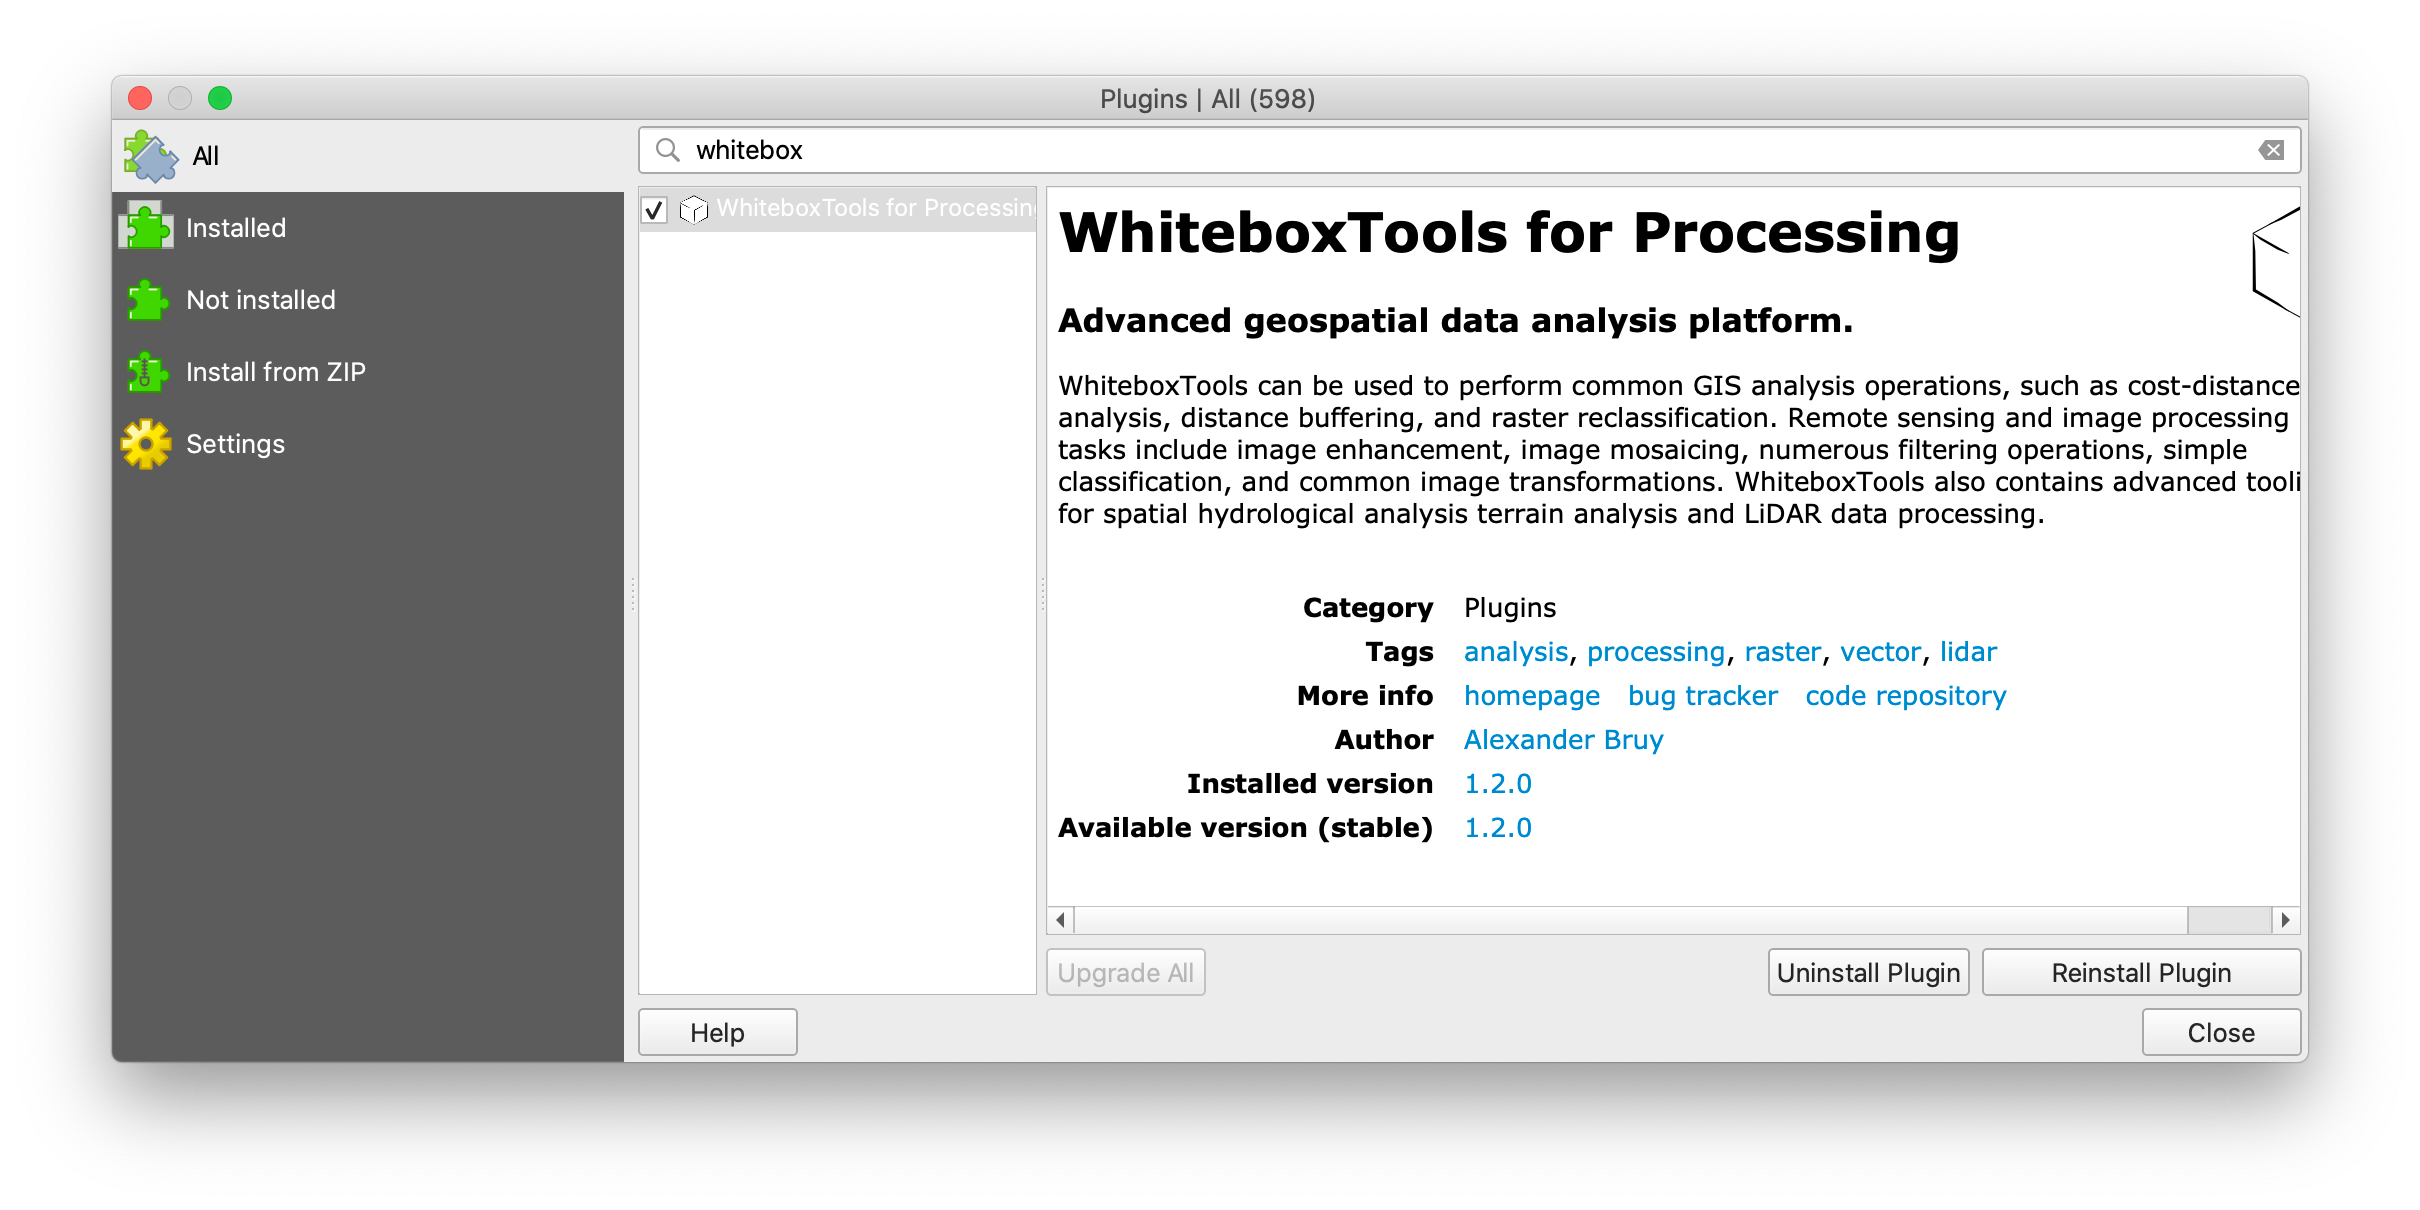 Plugins | All (598)
All
Installed
Not installed
Install from ZIP
Settings
whitebox
WhiteboxTools for Processing
WhiteboxTools for Processing
Advanced geospatial data analysis platform.
WhiteboxTools can be used to perform common GIS analysis operations, such as cost-distance
analysis, distance buffering, and raster reclassification. Remote sensing and image processing
tasks include image enhancement, image mosaicing, numerous filtering operations, simple
classification, and common image transformations. WhiteboxTools also contains advanced tooli
for spatial hydrological analysis terrain analysis and LiDAR data processing.
Category Plugins
Tags analysis, processing, raster, vector, lidar
More info homepage bug tracker code repository
Author Alexander Bruy
Installed version 1.2.0
Available version (stable) 1.2.0
Upgrade All
Uninstall Plugin
Reinstall Plugin
Help
Close